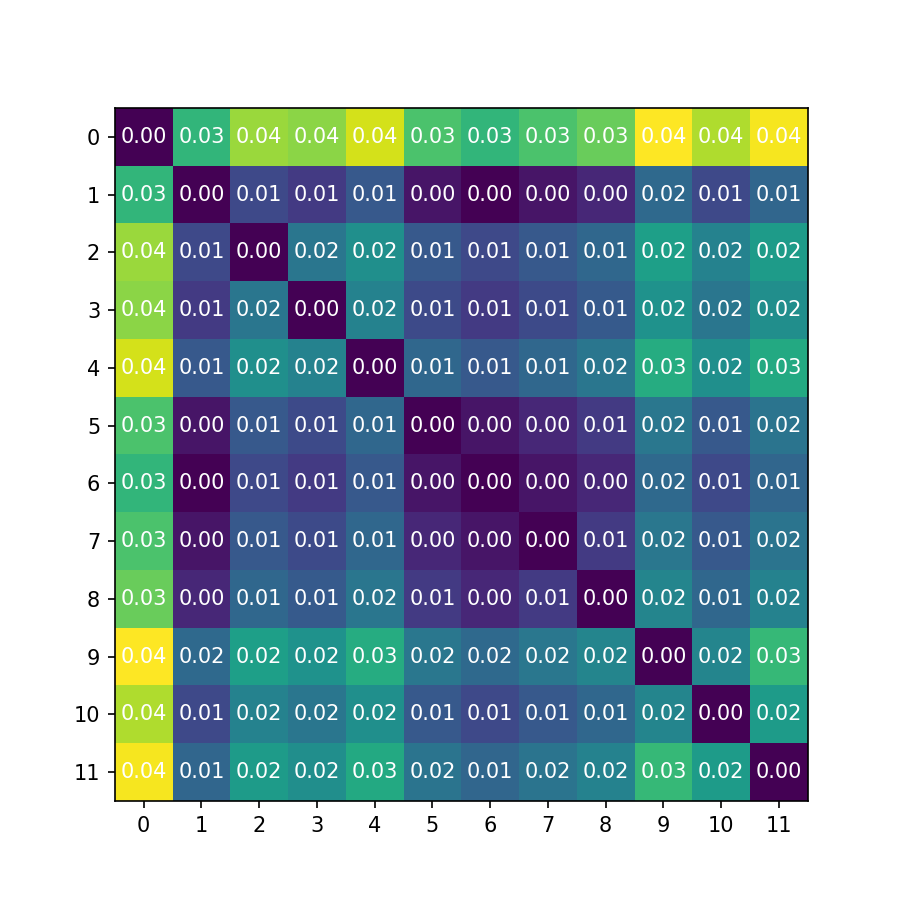 0 0.00 0.03 0.04 0.04 0.04 0.03 0.03 0.03 0.03 0.04 0.04 0.04
1 0.03 0.00 0.01 0.01 0.01 0.00 0.00 0.00 0.00 0.02 0.01 0.01
2 0.04 0.01 0.00 0.02 0.02 0.01 0.01 0.01 0.01 0.02 0.02 0.02
3 0.04 0.01 0.02 0.00 0.02 0.01 0.01 0.01 0.01 0.02 0.02 0.02
4 0.04 0.01 0.02 0.02 0.00 0.01 0.01 0.01 0.02 0.03 0.02 0.03
5 0.03 0.00 0.01 0.01 0.01 0.00 0.00 0.00 0.01 0.02 0.01 0.02
6 0.03 0.00 0.01 0.01 0.01 0.00 0.00 0.00 0.00 0.02 0.01 0.01
7 0.03 0.00 0.01 0.01 0.01 0.00 0.00 0.00 0.01 0.02 0.01 0.02
8 0.03 0.00 0.01 0.01 0.02 0.01 0.00 0.01 0.00 0.02 0.01 0.02
9 0.04 0.02 0.02 0.02 0.03 0.02 0.02 0.02 0.02 0.00 0.02 0.03
10 0.04 0.01 0.02 0.02 0.02 0.01 0.01 0.01 0.01 0.02 0.00 0.02
11 0.04 0.01 0.02 0.02 0.03 0.02 0.01 0.02 0.02 0.03 0.02 0.00
0 1 2 3 4 5 6 7 8 9 10 11